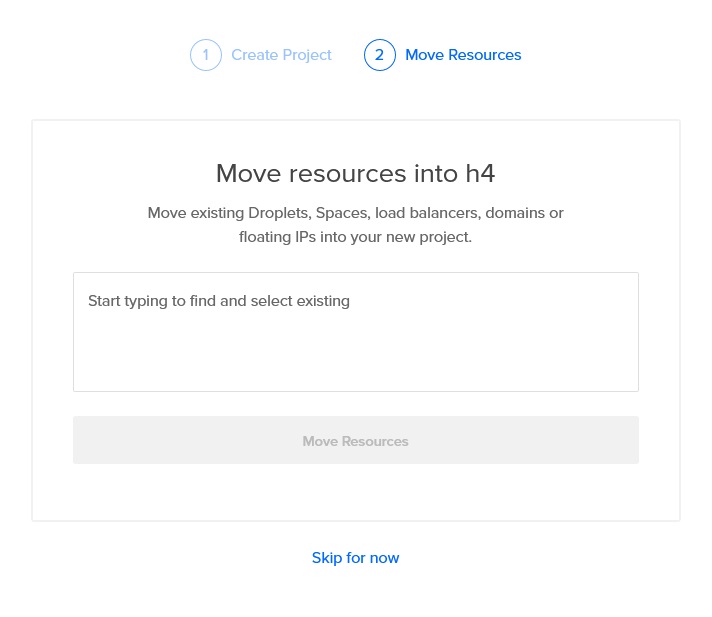 1 Create Project 2 Move Resources
Move resources into h4
Move existing Droplets, Spaces, load balancers, domains or
floating IPs into your new project.
Start typing to find and select existing
Move Resources
Skip for now